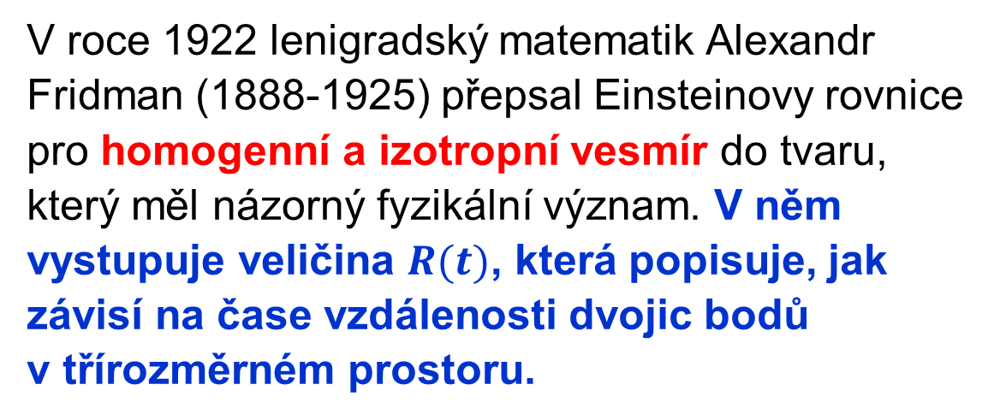 V roce 1922 lenigradský matematik Alexandr
Fridman (1888-1925) přepsal Einsteinovy rovnice
pro homogenní a izotropní vesmír do tvaru,
který měl názorný fyzikální význam. V něm
vystupuje veličina R(t), která popisuje, jak
závisí na čase vzdálenosti dvojic bodů
v třírozměrném prostoru.